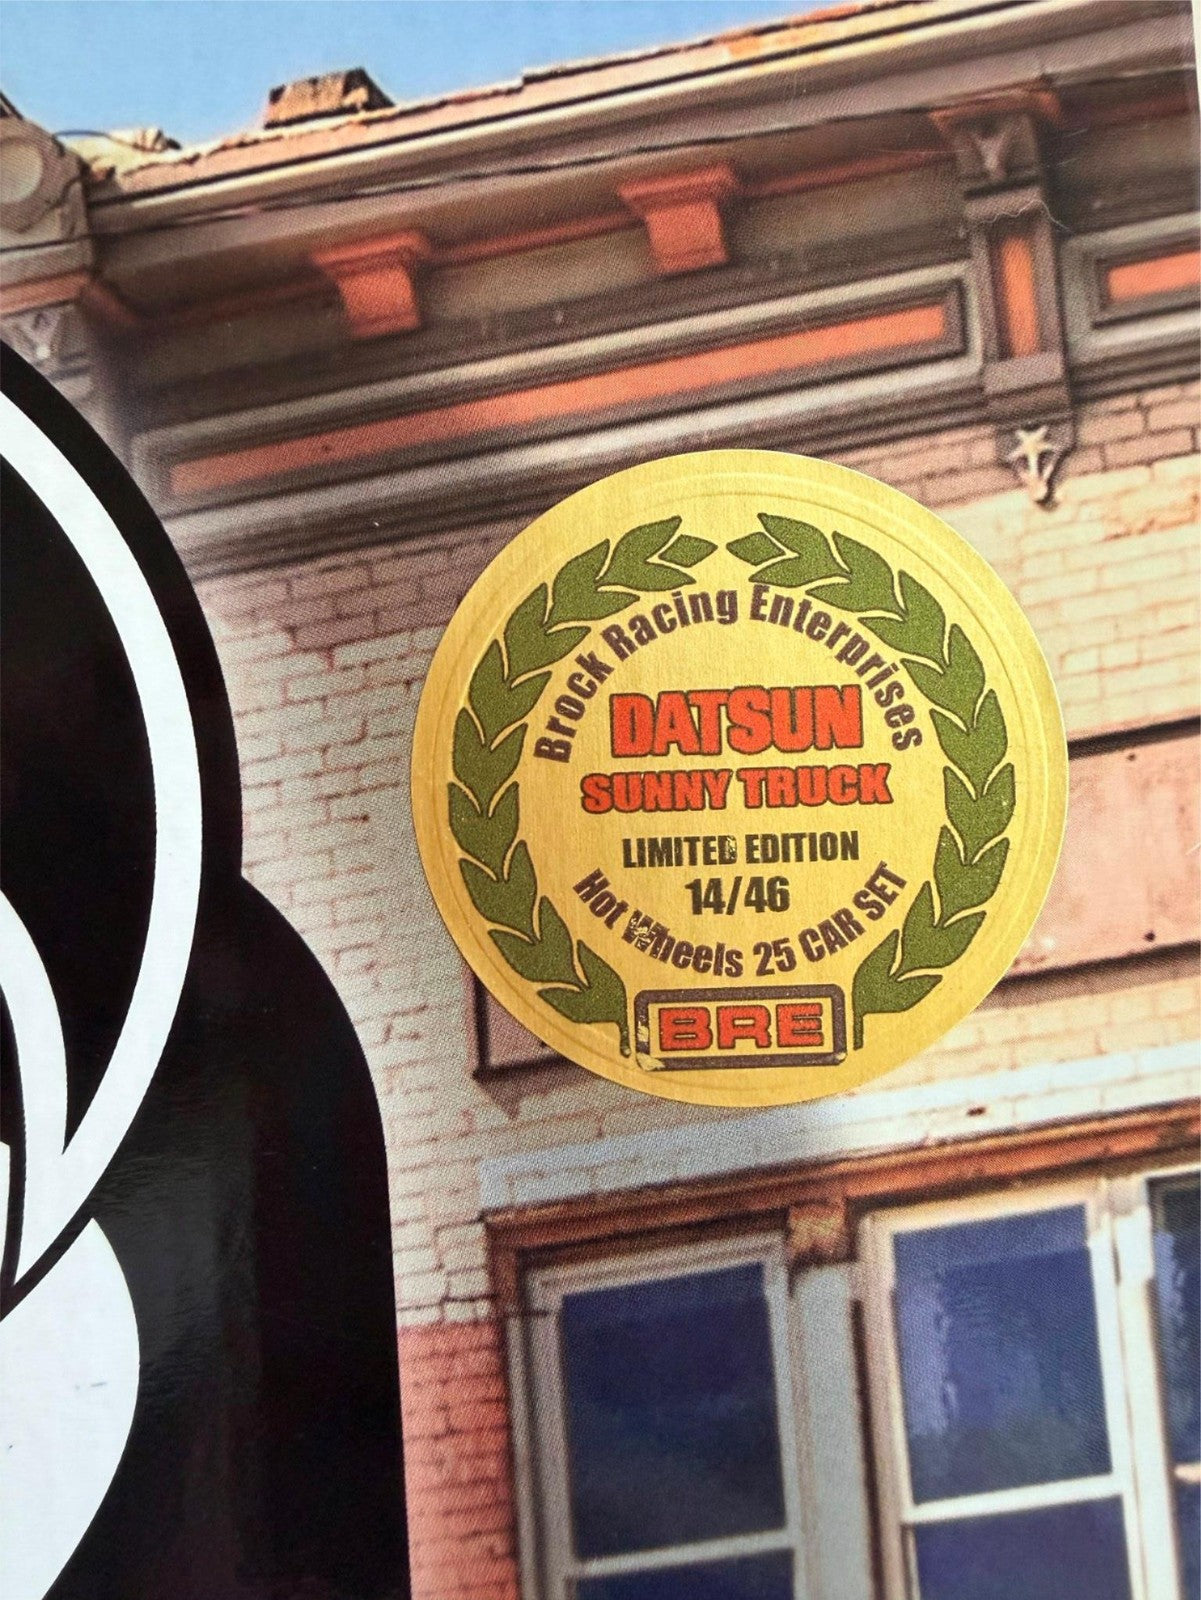 Brock Racing Enterprises
DATSUN
SUNNY TRUCK
LIMITED EDITION
14/46
Hot Wheels 25 CAR SET
BRE